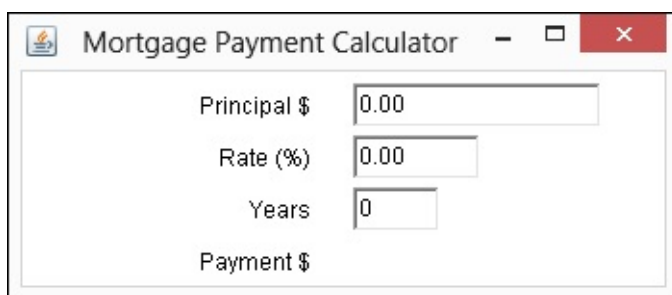 Mortgage Payment Calculator
Principal $ 0.00
Rate (%) 0.00
Years 0
Payment $